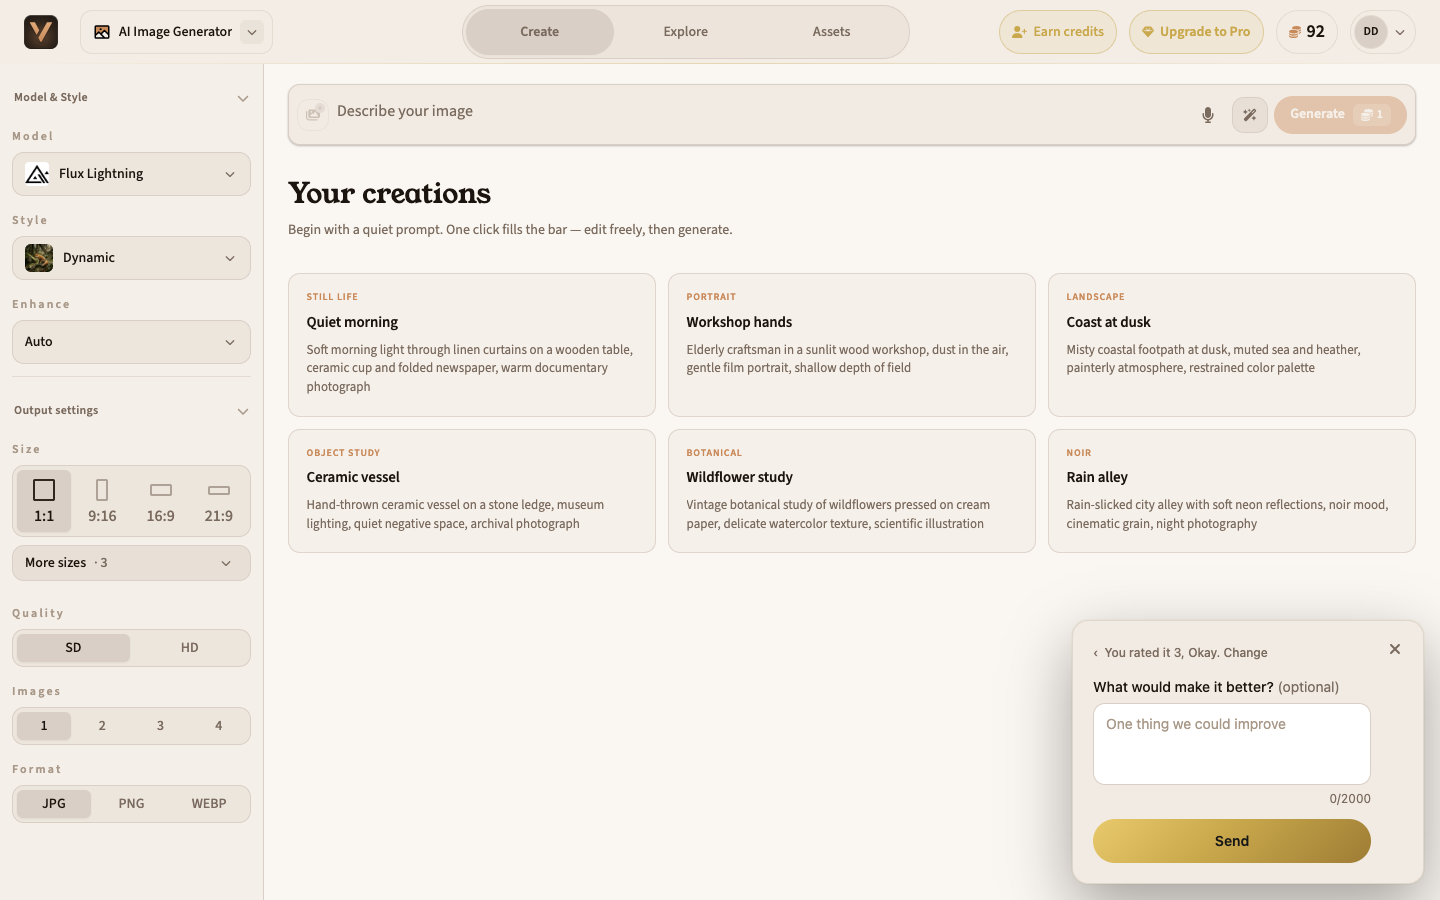 AI Image Generator
Create
Explore
Assets
Earn credits
Upgrade to Pro
92
DD
Model & Style
Model
Flux Lightning
Style
Dynamic
Enhance
Auto
Output settings
Size
1:1
9:16
16:9
21:9
More sizes · 3
Quality
SD
HD
Images
1
2
3
4
Format
JPG
PNG
WEBP
Describe your image
Generate
1
Your creations
Begin with a quiet prompt. One click fills the bar — edit freely, then generate.
STILL LIFE
Quiet morning
Soft morning light through linen curtains on a wooden table,
ceramic cup and folded newspaper, warm documentary
photograph
PORTRAIT
Workshop hands
Elderly craftsman in a sunlit wood workshop, dust in the air,
gentle film portrait, shallow depth of field
LANDSCAPE
Coast at dusk
Misty coastal footpath at dusk, muted sea and heather,
painterly atmosphere, restrained color palette
OBJECT STUDY
Ceramic vessel
Hand-thrown ceramic vessel on a stone ledge, museum
lighting, quiet negative space, archival photograph
BOTANICAL
Wildflower study
Vintage botanical study of wildflowers pressed on cream
paper, delicate watercolor texture, scientific illustration
NOIR
Rain alley
Rain-slicked city alley with soft neon reflections, noir mood,
cinematic grain, night photography
‹ You rated it 3, Okay. Change
What would make it better? (optional)
One thing we could improve
0/2000
Send